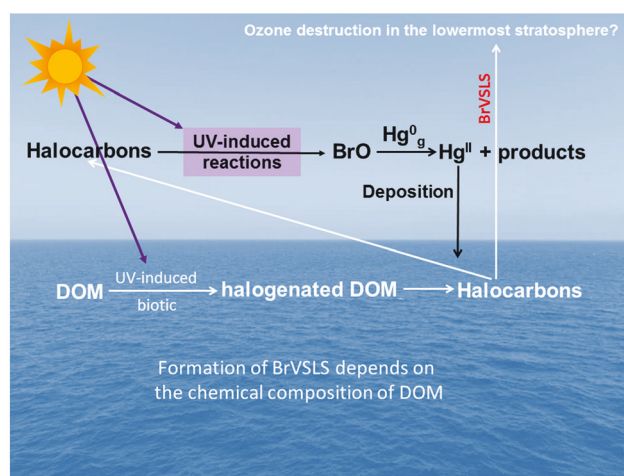 Ozone destruction in the lowermost stratosphere?
BrVSLS
Halocarbons
UV-induced
reactions
BrO
Hg⁰g
Hgᴵᴵ + products
Deposition
DOM
UV-induced
biotic
halogenated DOM
Halocarbons
Formation of BrVSLS depends on
the chemical composition of DOM